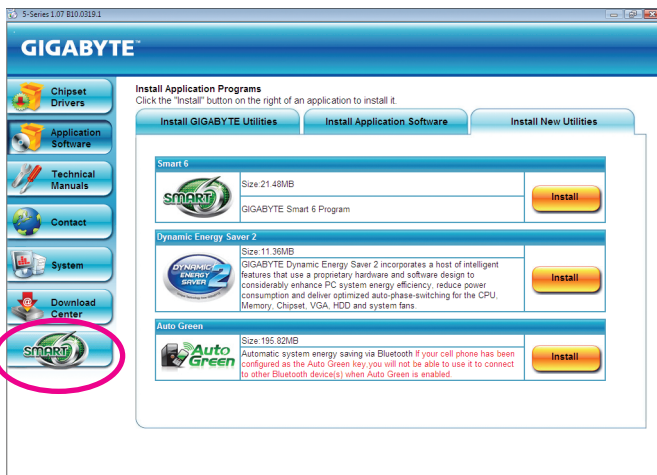 5-Series 1.07 B10.0319.1
GIGABYTE™
Chipset
Drivers
Application
Software
Technical
Manuals
Contact
System
Download
Center
SMART 6
Install Application Programs
Click the "Install" button on the right of an application to install it.
Install GIGABYTE Utilities
Install Application Software
Install New Utilities
Smart 6
SMART 6
Size:21.48MB
GIGABYTE Smart 6 Program
Install
Dynamic Energy Saver 2
DYNAMIC
ENERGY
SAVER 2
Size:11.36MB
GIGABYTE Dynamic Energy Saver 2 incorporates a host of intelligent
features that use a proprietary hardware and software design to
considerably enhance PC system energy efficiency, reduce power
consumption and deliver optimized auto-phase-switching for the CPU,
Memory, Chipset, VGA, HDD and system fans.
Install
Auto Green
Auto
Green
Size:195.82MB
Automatic system energy saving via Bluetooth If your cell phone has been
configured as the Auto Green key,you will not be able to use it to connect
to other Bluetooth device(s) when Auto Green is enabled.
Install